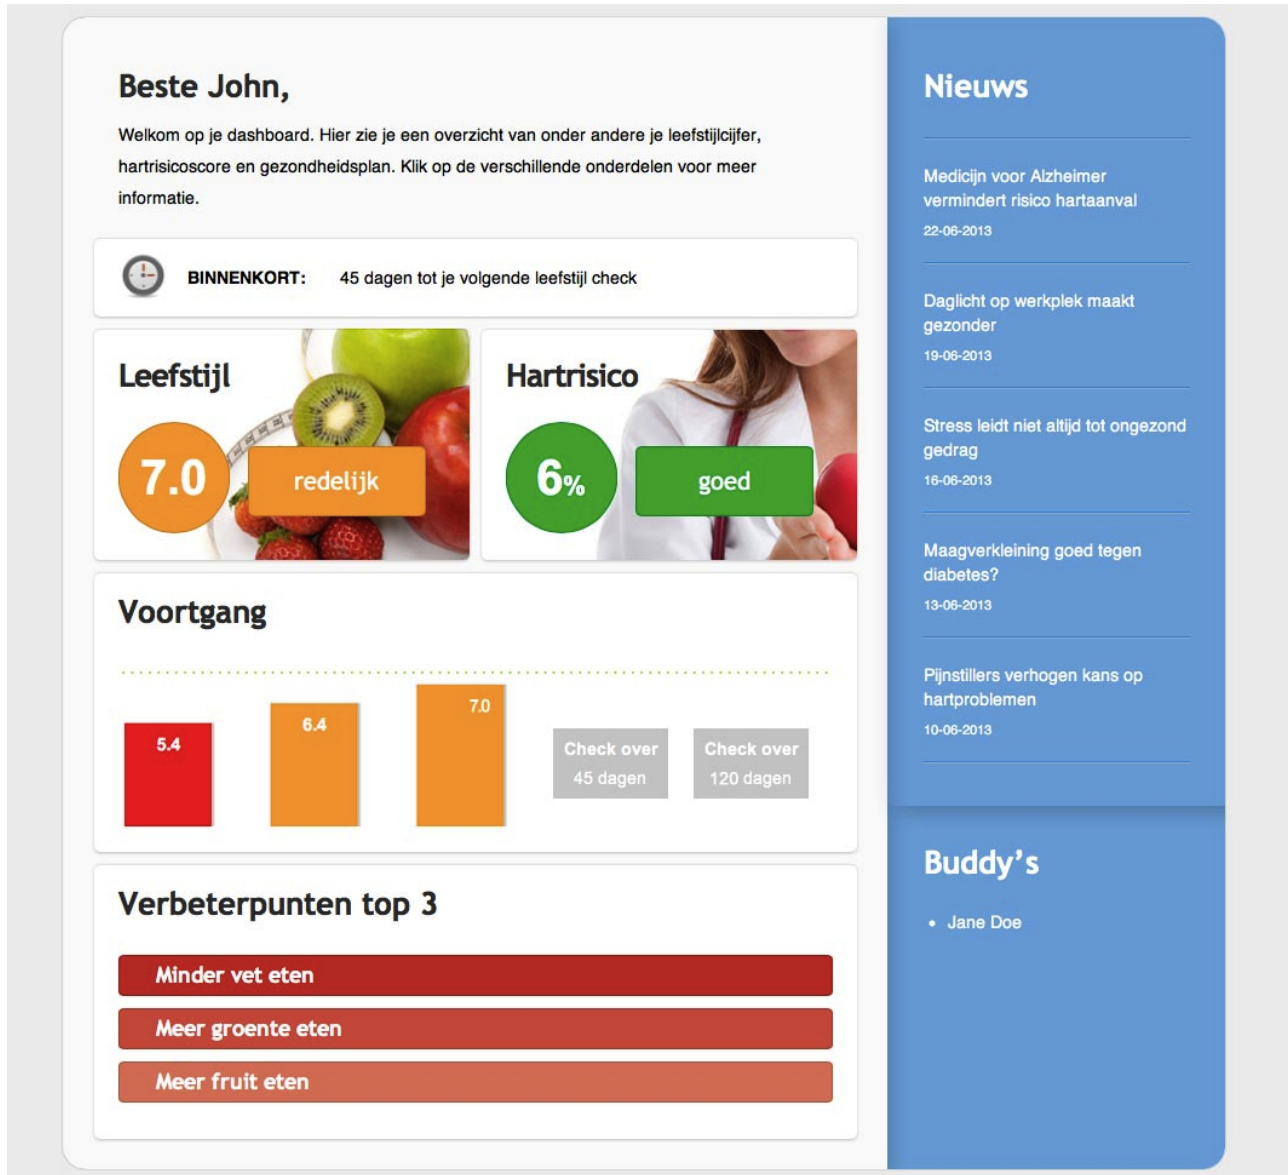 Beste John,
Welkom op je dashboard. Hier zie je een overzicht van onder andere je leefstijlcijfer,
hartrisicoscore en gezondheidsplan. Klik op de verschillende onderdelen voor meer
informatie.
BINNENKORT: 45 dagen tot je volgende leefstijl check
Leefstijl
7.0
redelijk
Hartrisico
6%
goed
Voortgang
5.4
6.4
7.0
Check over
45 dagen
Check over
120 dagen
Verbeterpunten top 3
Minder vet eten
Meer groente eten
Meer fruit eten
Nieuws
Medicijn voor Alzheimer
vermindert risico hartaanval
22-06-2013
Daglicht op werkplek maakt
gezonder
19-06-2013
Stress leidt niet altijd tot ongezond
gedrag
16-06-2013
Maagverkleining goed tegen
diabetes?
13-06-2013
Pijnstillers verhogen kans op
hartproblemen
10-06-2013
Buddy's
• Jane Doe